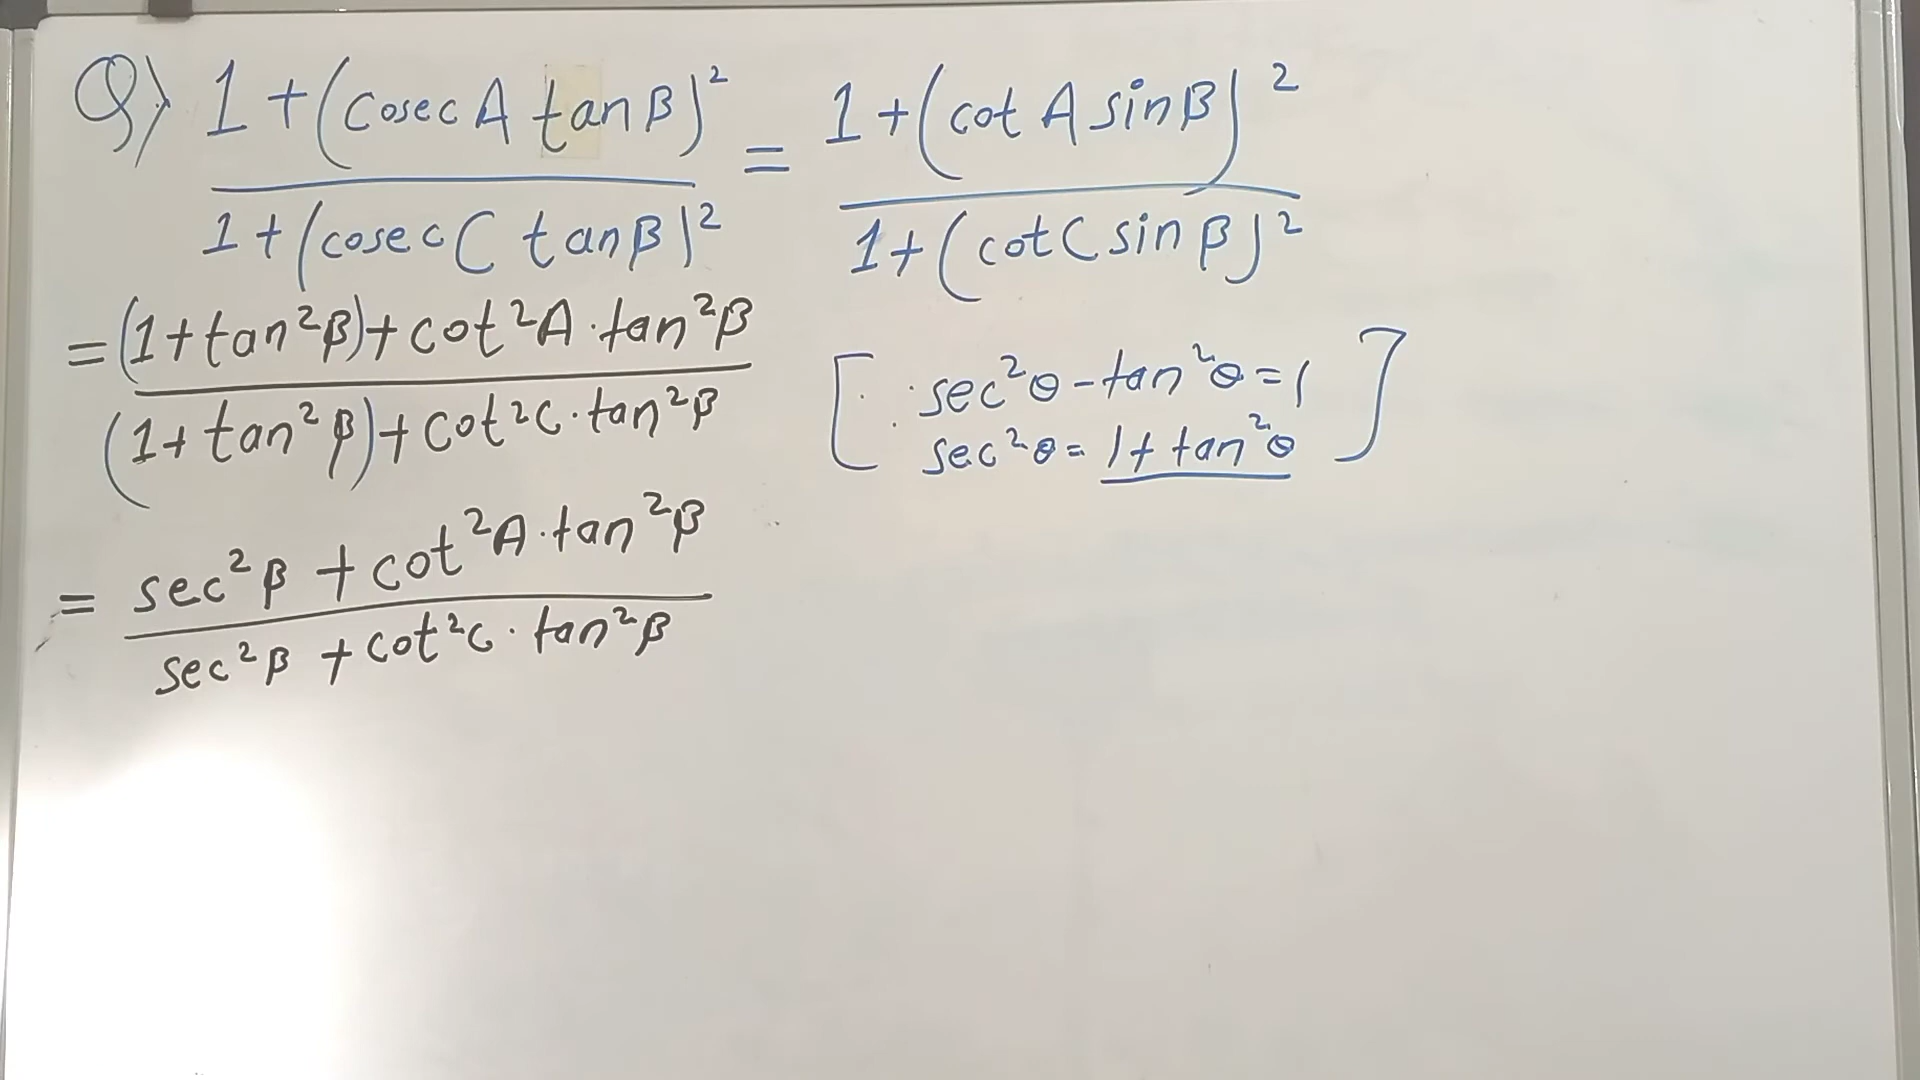 Q) 1+(cosec A tan β)² / 1+(cosec C tan β)² = 1+(cot A sin β)² / 1+(cot C sin β)²
= (1+tan²β)+cot²A·tan²β / (1+tan²β)+cot²C·tan²β
[∵ sec²θ-tan²θ=1
sec²θ=1+tan²θ]
= sec²β+cot²A·tan²β / sec²β+cot²C·tan²β